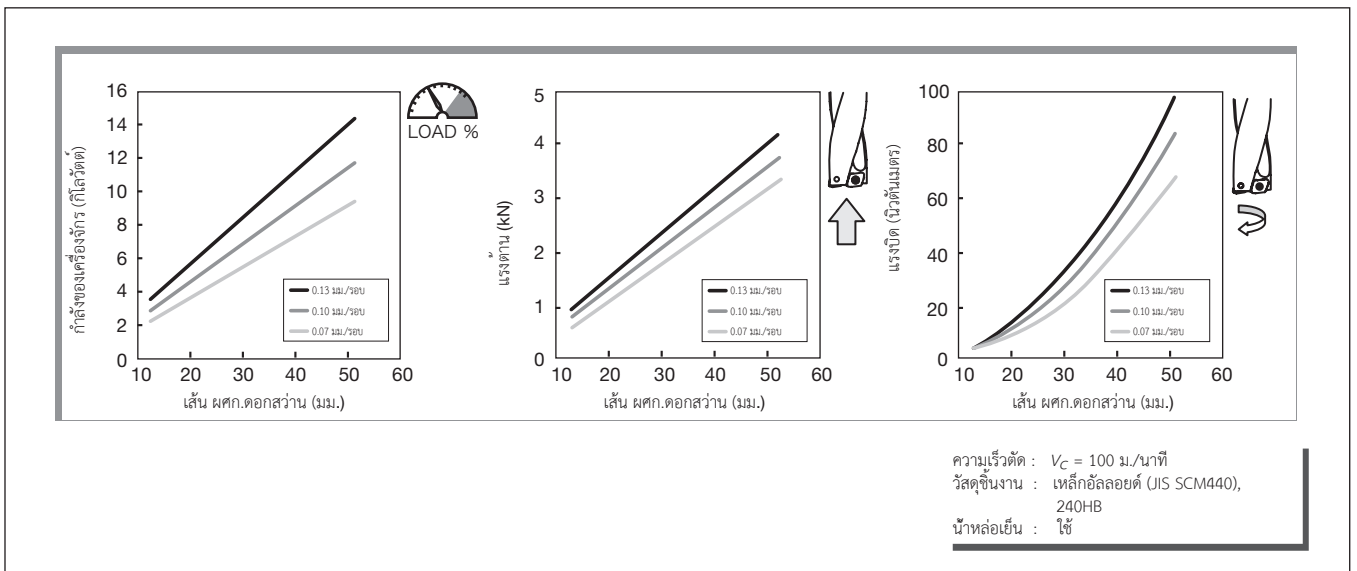 16
14
12
10
8
6
4
2
0
10 20 30 40 50 60
กำลังของเครื่องจักร (กิโลวัตต์)
เส้น ผศก.ดอกสว่าน (มม.)
0.13 มม./รอบ
0.10 มม./รอบ
0.07 มม./รอบ
LOAD %
5
4
3
2
1
0
10 20 30 40 50 60
แรงต้าน (kN)
เส้น ผศก.ดอกสว่าน (มม.)
0.13 มม./รอบ
0.10 มม./รอบ
0.07 มม./รอบ
100
80
60
40
20
0
10 20 30 40 50 60
แรงบิด (นิวตันเมตร)
เส้น ผศก.ดอกสว่าน (มม.)
0.13 มม./รอบ
0.10 มม./รอบ
0.07 มม./รอบ
ความเร็วตัด : VC = 100 ม./นาที
วัสดุชิ้นงาน : เหล็กอัลลอยด์ (JIS SCM440),
240HB
น้ำหล่อเย็น : ใช้